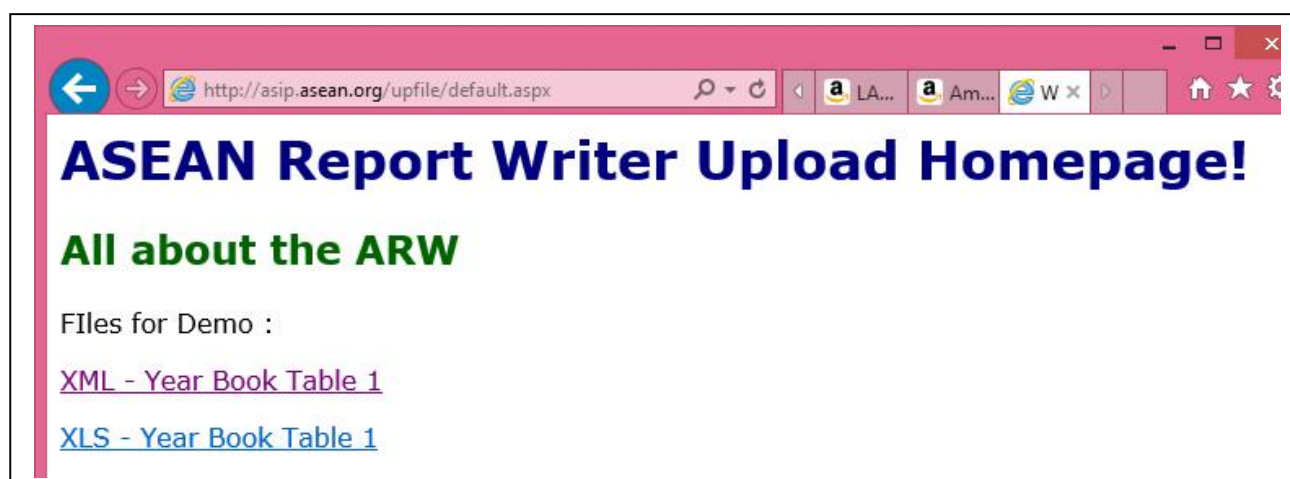 http://asip.asean.org/upfile/default.aspx LA... Am... W
ASEAN Report Writer Upload Homepage!
All about the ARW
FIles for Demo :
XML - Year Book Table 1
XLS - Year Book Table 1